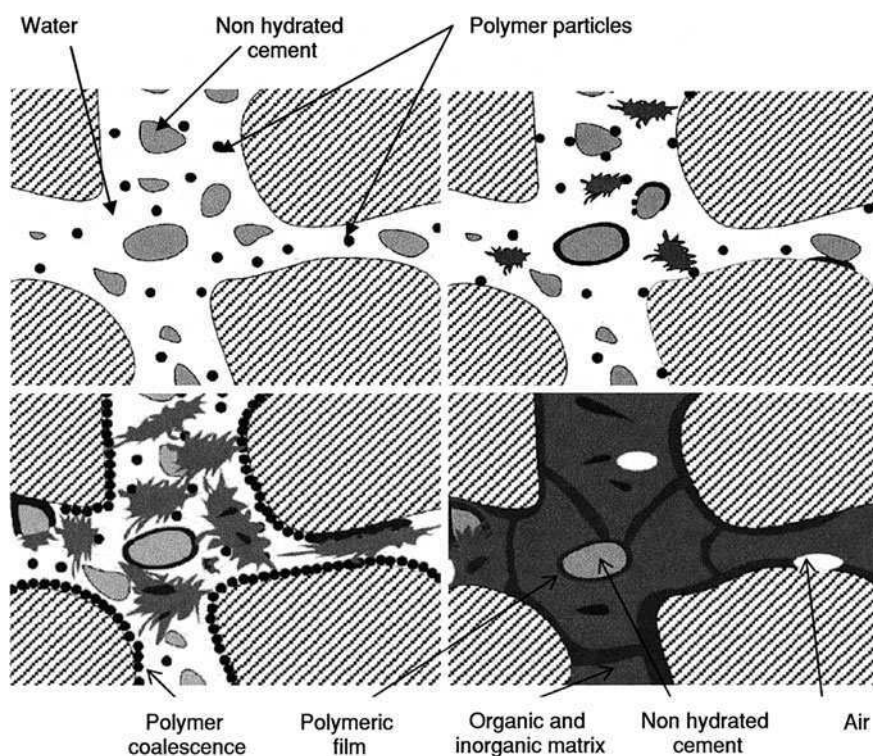 Water
Non hydrated
cement
Polymer particles
Polymer
coalescence
Polymeric
film
Organic and
inorganic matrix
Non hydrated
cement
Air